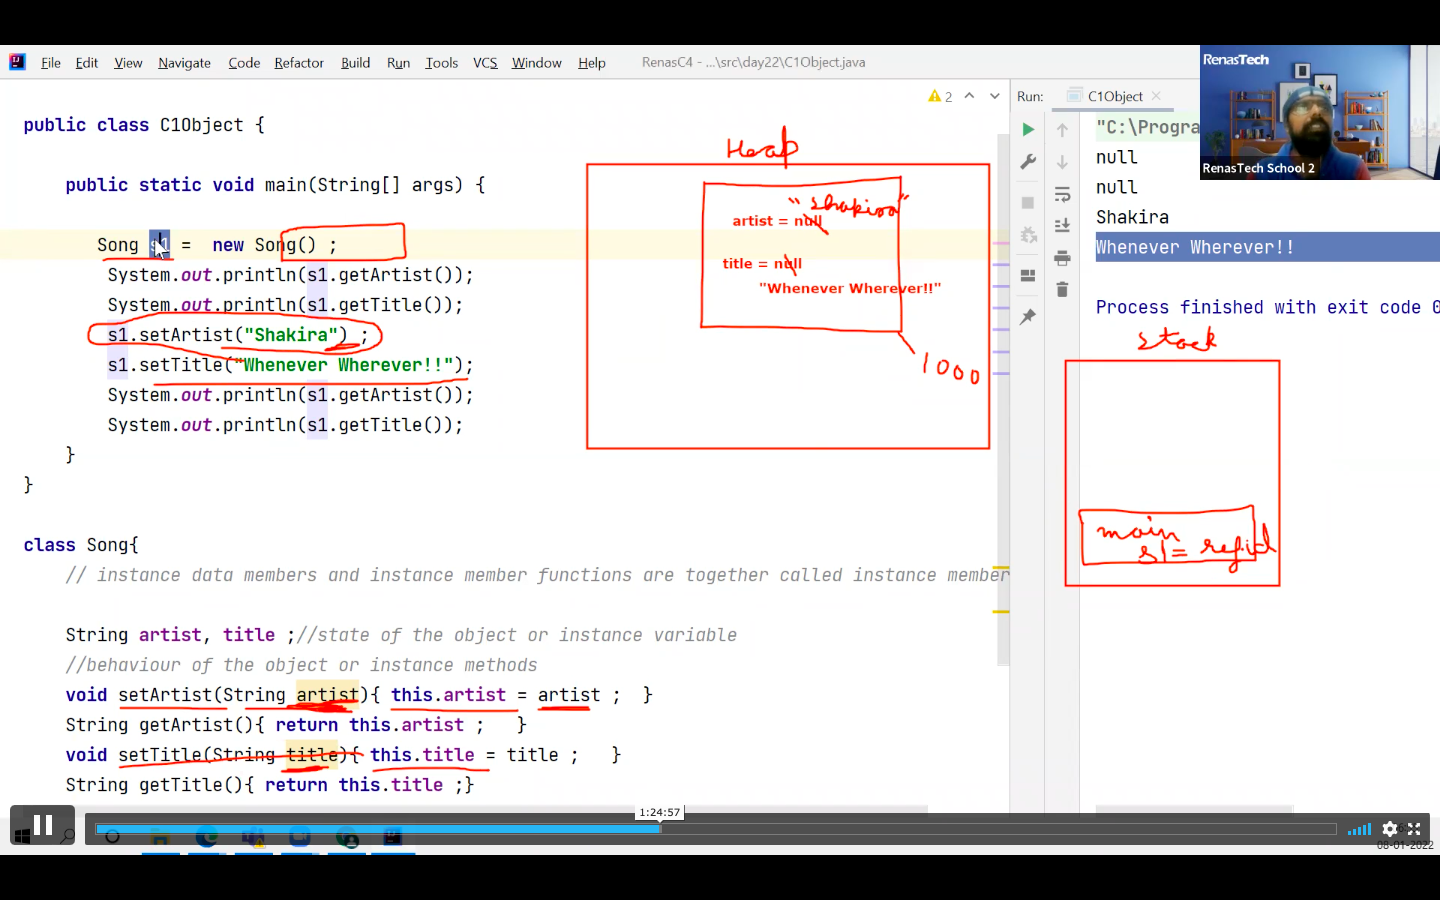 File Edit View Navigate Code Refactor Build Run Tools VCS Window Help RenasC4 - ...\src\day22\C1Object.java
RenasTech
RenasTech School 2
2
public class C1Object {
public static void main(String[] args) {
Song s1 = new Song() ;
System.out.println(s1.getArtist());
System.out.println(s1.getTitle());
s1.setArtist("Shakira") ;
s1.setTitle("Whenever Wherever!!");
System.out.println(s1.getArtist());
System.out.println(s1.getTitle());
}
}
class Song{
// instance data members and instance member functions are together called instance member
String artist, title ;//state of the object or instance variable
//behaviour of the object or instance methods
void setArtist(String artist){ this.artist = artist ; }
String getArtist(){ return this.artist ; }
void setTitle(String title){ this.title = title ; }
String getTitle(){ return this.title ;}
Heap
"shakira"
artist = null
title = null
"Whenever Wherever!!"
1000
Run: C1Object
"C:\Progra
null
null
Shakira
Whenever Wherever!!
Process finished with exit code 0
stack
main
s1= refid
1:24:57
08-01-2022